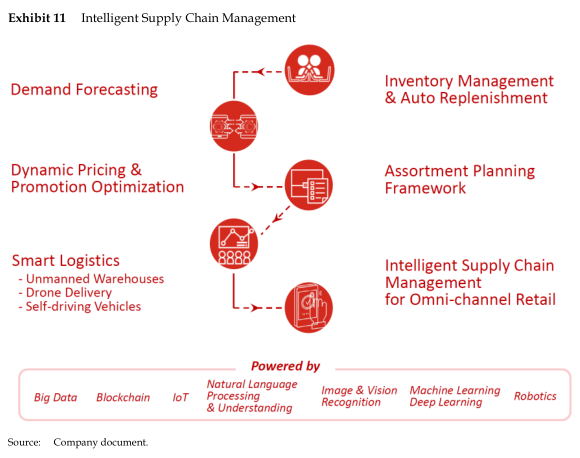 Exhibit 11 Intelligent Supply Chain Management
Demand Forecasting
Inventory Management
& Auto Replenishment
Dynamic Pricing &
Promotion Optimization
Assortment Planning
Framework
Smart Logistics
- Unmanned Warehouses
- Drone Delivery
- Self-driving Vehicles
Intelligent Supply Chain
Management
for Omni-channel Retail
Powered by
Big Data
Blockchain
IoT
Natural Language
Processing
& Understanding
Image & Vision
Recognition
Machine Learning
Deep Learning
Robotics
Source: Company document.